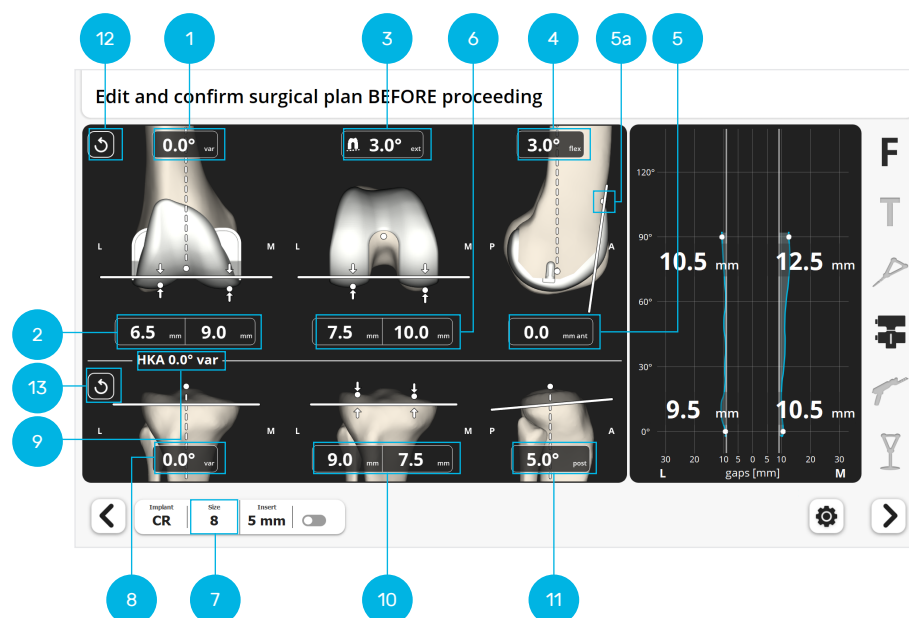 12 1 3 6 4 5a 5
Edit and confirm surgical plan BEFORE proceeding
F
T
0.0° var
3.0° ext
3.0° flex
120°
90°
60°
30°
0°
L M
L M
P A
10.5 mm 12.5 mm
2
6.5 mm 9.0 mm
7.5 mm 10.0 mm
0.0 mm ant
HKA 0.0° var
13
9
L M
L M
P A
9.5 mm 10.5 mm
0.0° var
9.0 mm 7.5 mm
5.0° post
30 20 10 5 0 5 0 5 10 20 30
L gaps [mm] M
Implant Size Insert
CR 8 5 mm
8 7 10 11